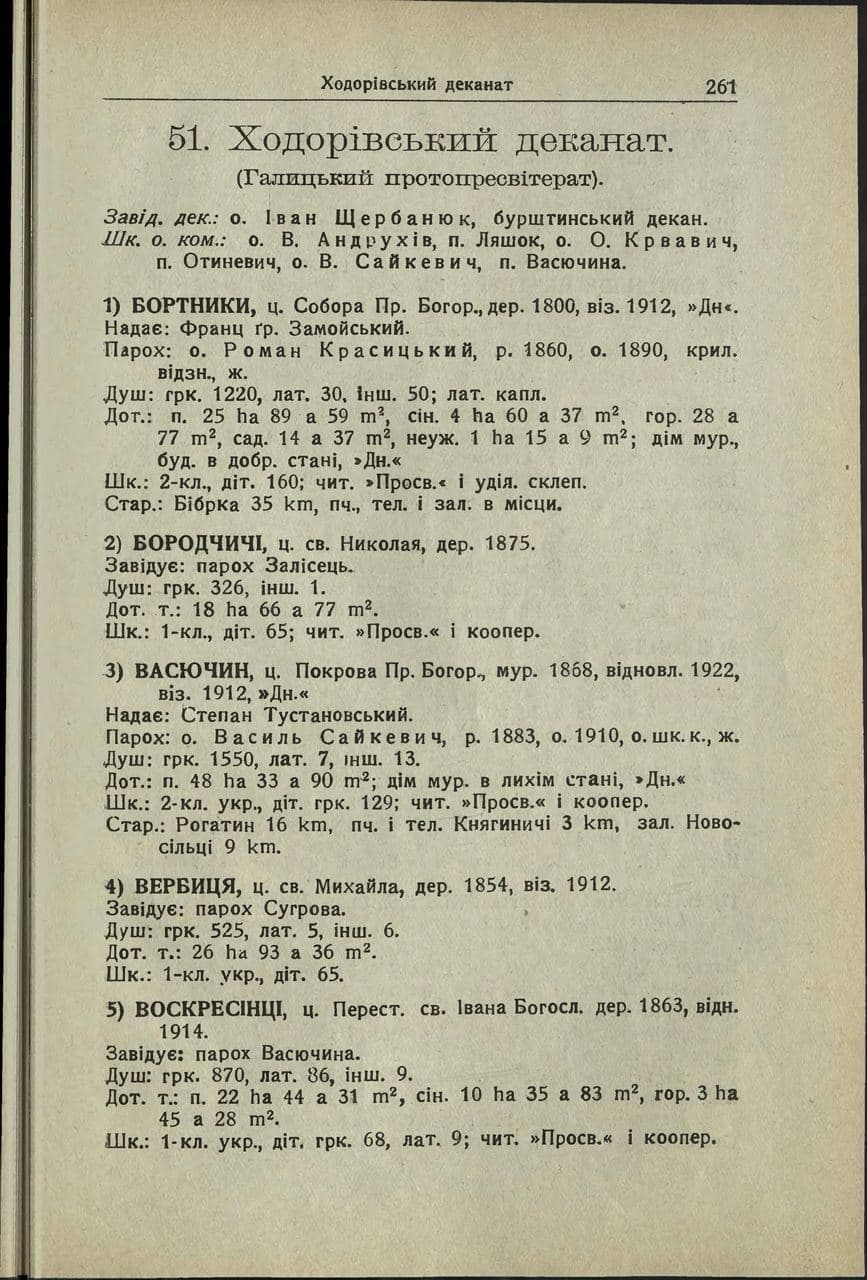 Ходорівський деканат 261
51. Ходорівський деканат.
(Галицький протопресвітерат).
Завід. дек.: о. Іван Щербанюк, бурштинський декан.
Шк. о. ком.: о. В. Андрухів, п. Ляшок, о. О. Крвавич,
п. Отиневич, о. В. Сайкевич, п. Васючина.
1) БОРТНИКИ, ц. Собора Пр. Богор., дер. 1800, віз. 1912, »Дн«.
Надає: Франц ґр. Замойський.
Парох: о. Роман Красицький, р. 1860, о. 1890, крил.
відзн., ж.
Душ: грк. 1220, лат. 30, інш. 50; лат. капл.
Дот.: п. 25 ha 89 a 59 m², сін. 4 ha 60 a 37 m², гор. 28 a
77 m², сад. 14 a 37 m², неуж. 1 ha 15 a 9 m²; дім мур.,
буд. в добр. стані, »Дн.«
Шк.: 2-кл., діт. 160; чит. »Просв.« і удія. склеп.
Стар.: Бібрка 35 km, пч., тел. і зал. в місци.
2) БОРОДЧИЧІ, ц. св. Николая, дер. 1875.
Завідує: парох Залісець.
Душ: грк. 326, інш. 1.
Дот. т.: 18 ha 66 a 77 m².
Шк.: 1-кл., діт. 65; чит. »Просв.« і коопер.
3) ВАСЮЧИН, ц. Покрова Пр. Богор., мур. 1868, відновл. 1922,
віз. 1912, »Дн.«
Надає: Степан Тустановський.
Парох: о. Василь Сайкевич, р. 1883, о. 1910, о. шк. к., ж.
Душ: грк. 1550, лат. 7, інш. 13.
Дот.: п. 48 ha 33 a 90 m²; дім мур. в лихім стані, »Дн.«
Шк.: 2-кл. укр., діт. грк. 129; чит. »Просв.« і коопер.
Стар.: Рогатин 16 km, пч. і тел. Княгиничі 3 km, зал. Ново-
сільці 9 km.
4) ВЕРБИЦЯ, ц. св. Михайла, дер. 1854, віз. 1912.
Завідує: парох Сугрова.
Душ: грк. 525, лат. 5, інш. 6.
Дот. т.: 26 ha 93 a 36 m².
Шк.: 1-кл. укр., діт. 65.
5) ВОСКРЕСІНЦІ, ц. Перест. св. Івана Богосл. дер. 1863, відн.
1914.
Завідує: парох Васючина.
Душ: грк. 870, лат. 86, інш. 9.
Дот. т.: п. 22 ha 44 a 31 m², сін. 10 ha 35 a 83 m², гор. 3 ha
45 a 28 m².
Шк.: 1-кл. укр., діт. грк. 68, лат. 9; чит. »Просв.« і коопер.